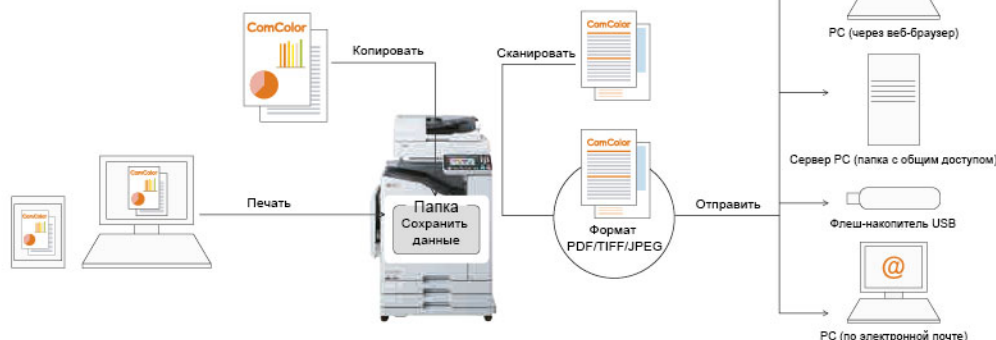 ComColor
Копировать
ComColor
Сканировать
PC (через веб-браузер)
Сервер PC (папка с общим доступом)
ComColor
ComColor
ComColor
Печать
Папка
Сохранить
данные
Формат
PDF/TIFF/JPEG
Отправить
Флеш-накопитель USB
@
PC (по электронной почте)